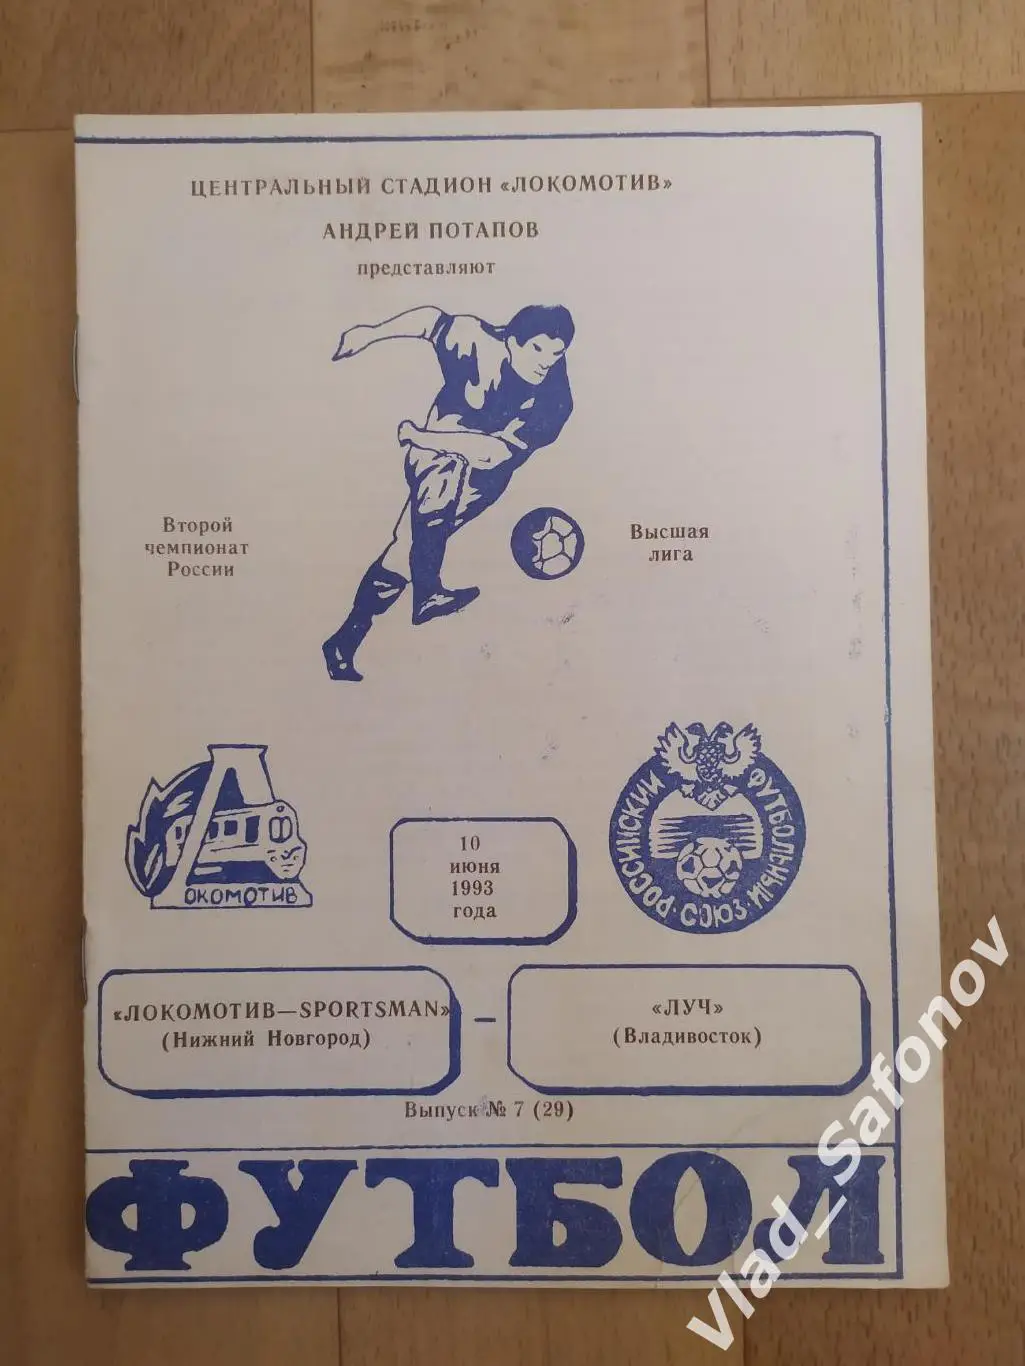 ЦЕНТРАЛЬНЫЙ СТАДИОН «ЛОКОМОТИВ»
АНДРЕЙ ПОТАПОВ
представляют
Второй
чемпионат
России
Высшая
лига
ЛОКОМОТИВ
РОССИЙСКИЙ ФУТБОЛЬНЫЙ СОЮЗ
10
июня
1993
года
«ЛОКОМОТИВ—SPORTSMAN»
(Нижний Новгород)
—
«ЛУЧ»
(Владивосток)
Выпуск № 7 (29)
ФУТБОЛ
Vlad_Safonov